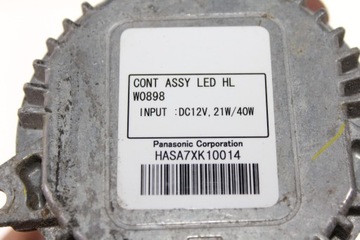 CONT ASSY LED HL
W0898
INPUT :DC12V,21W/40W
Panasonic Corporation
HASA7XK10014